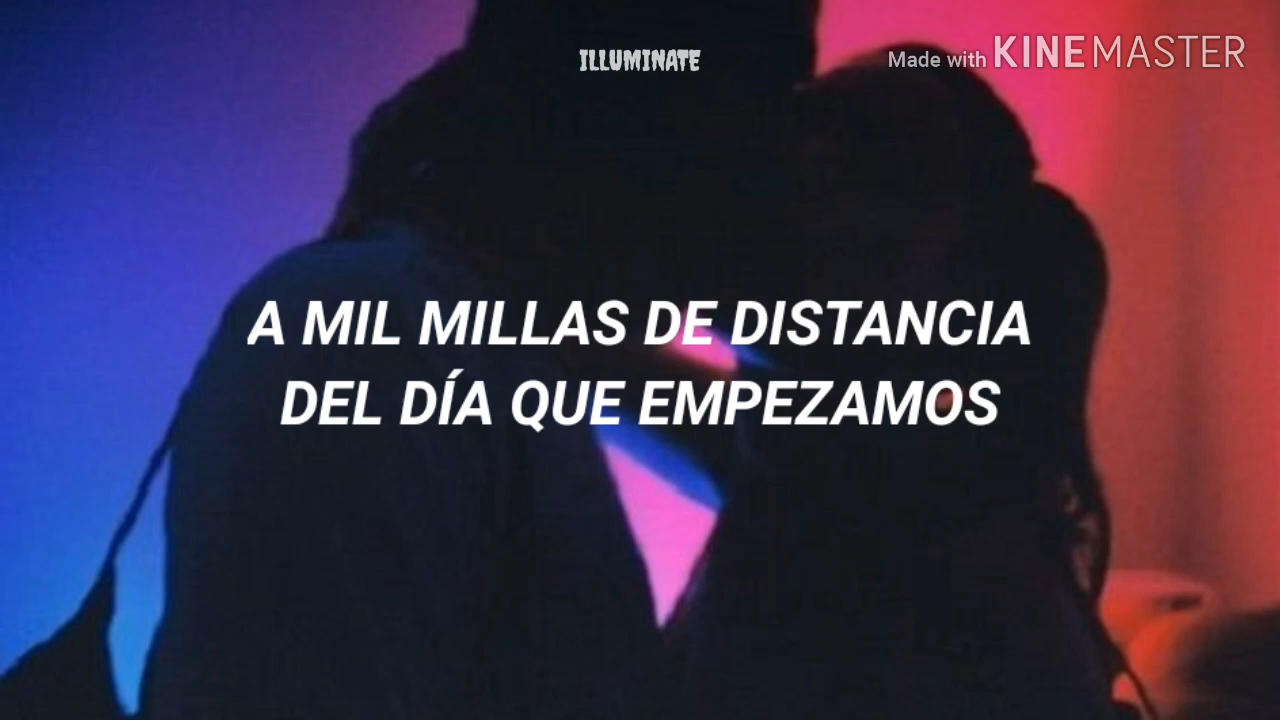 ILLUMINATE
Made with KINEMASTER
A MIL MILLAS DE DISTANCIA
DEL DÍA QUE EMPEZAMOS